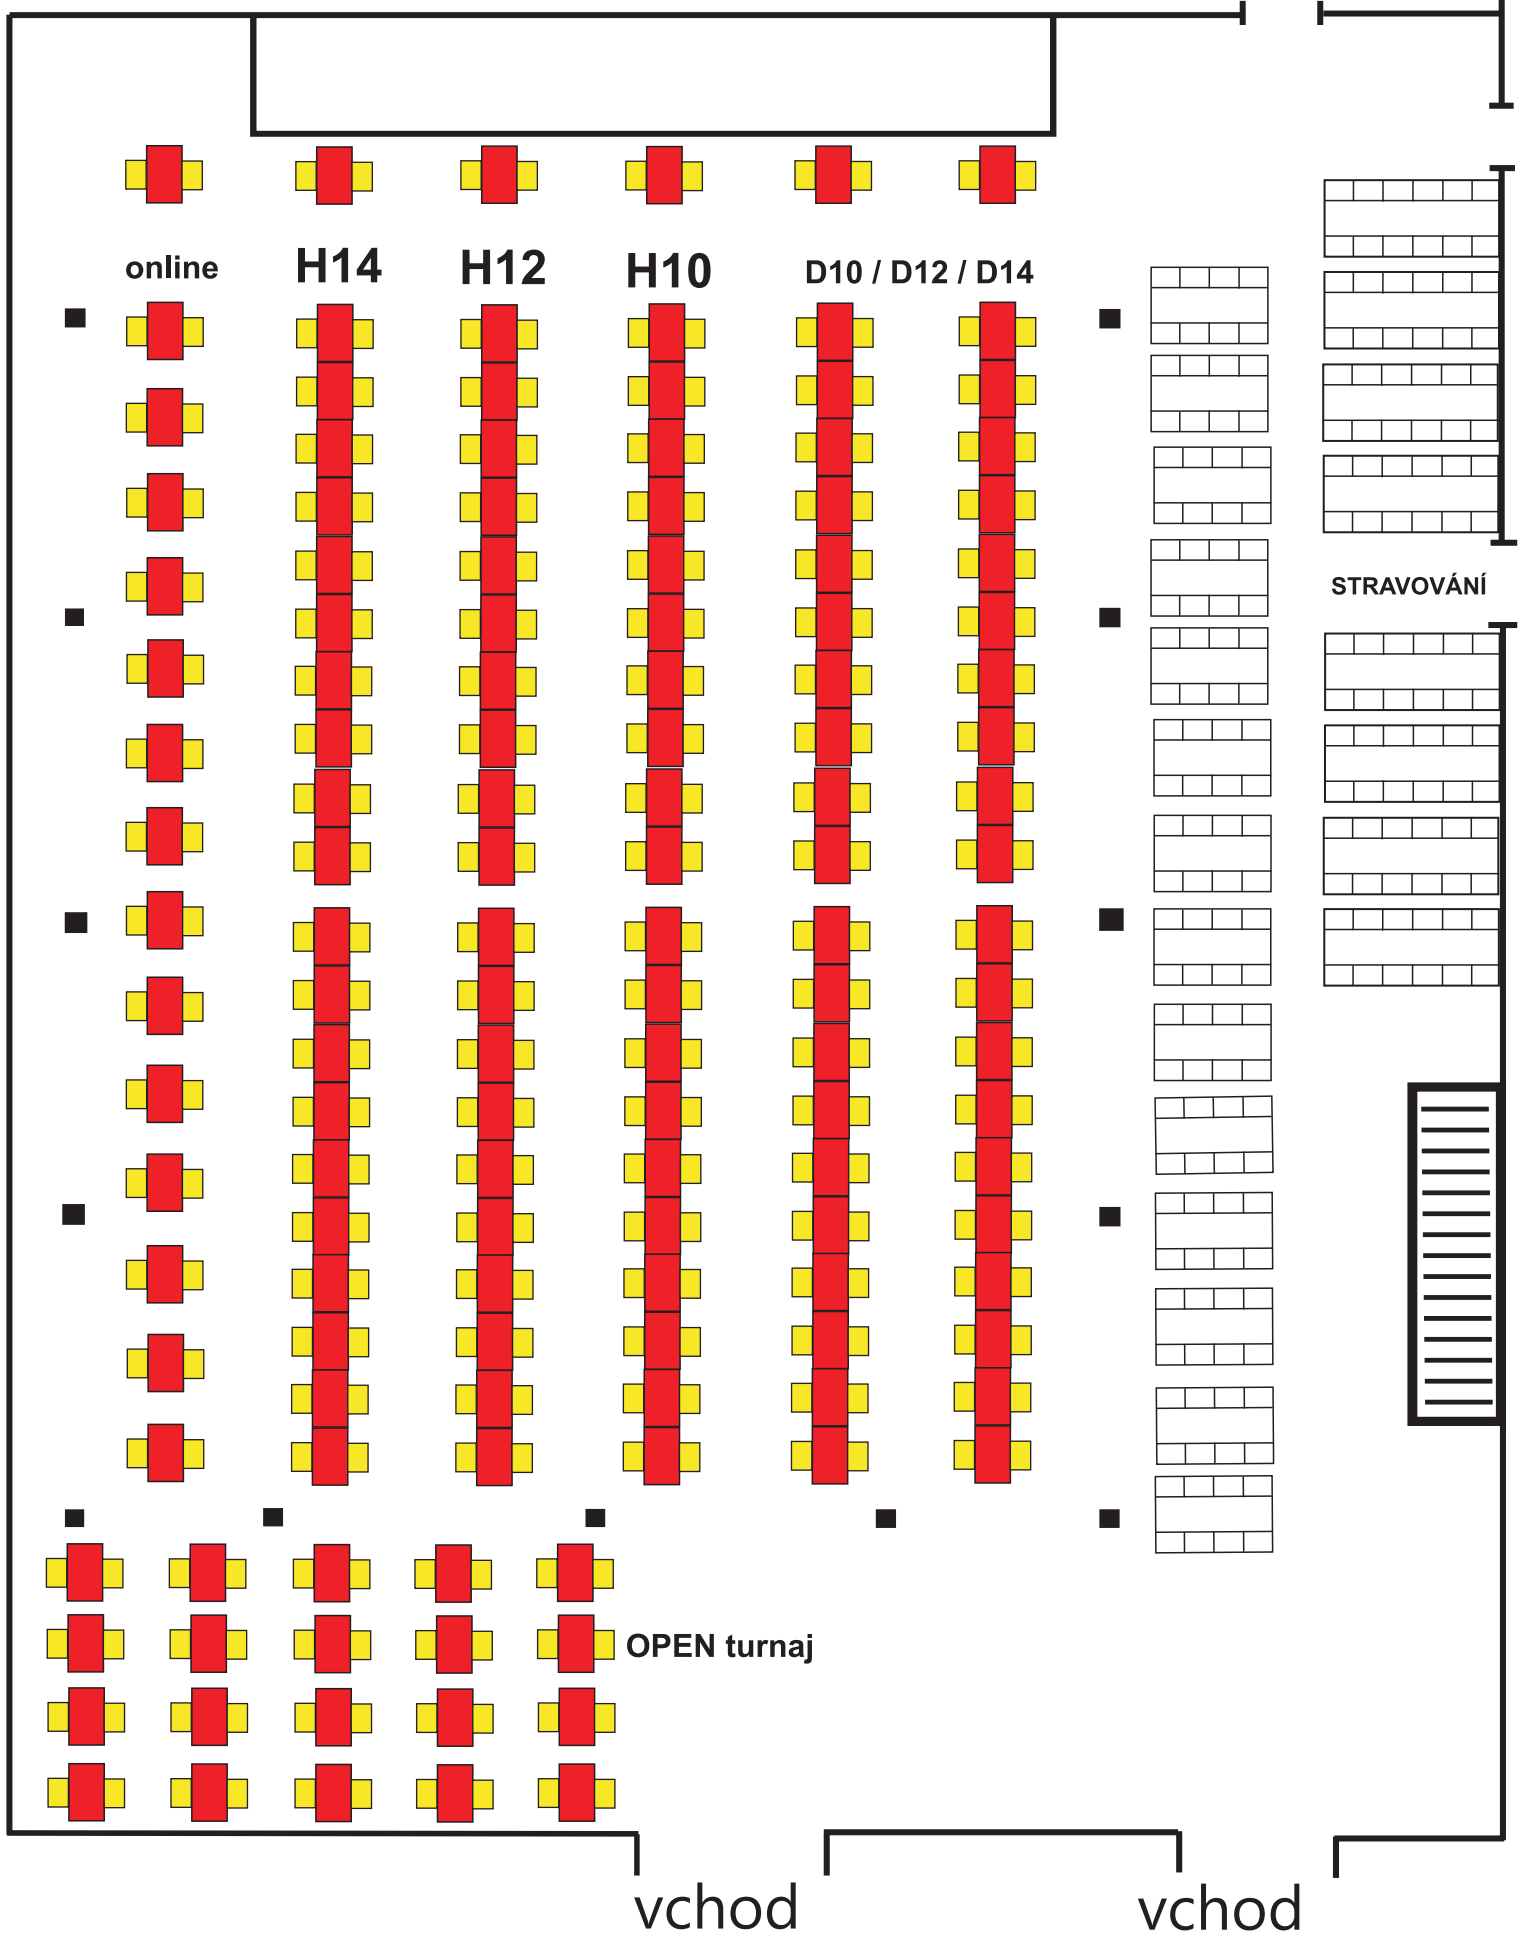 online
H14
H12
H10
D10 / D12 / D14
STRAVOVÁNÍ
OPEN turnaj
vchod
vchod